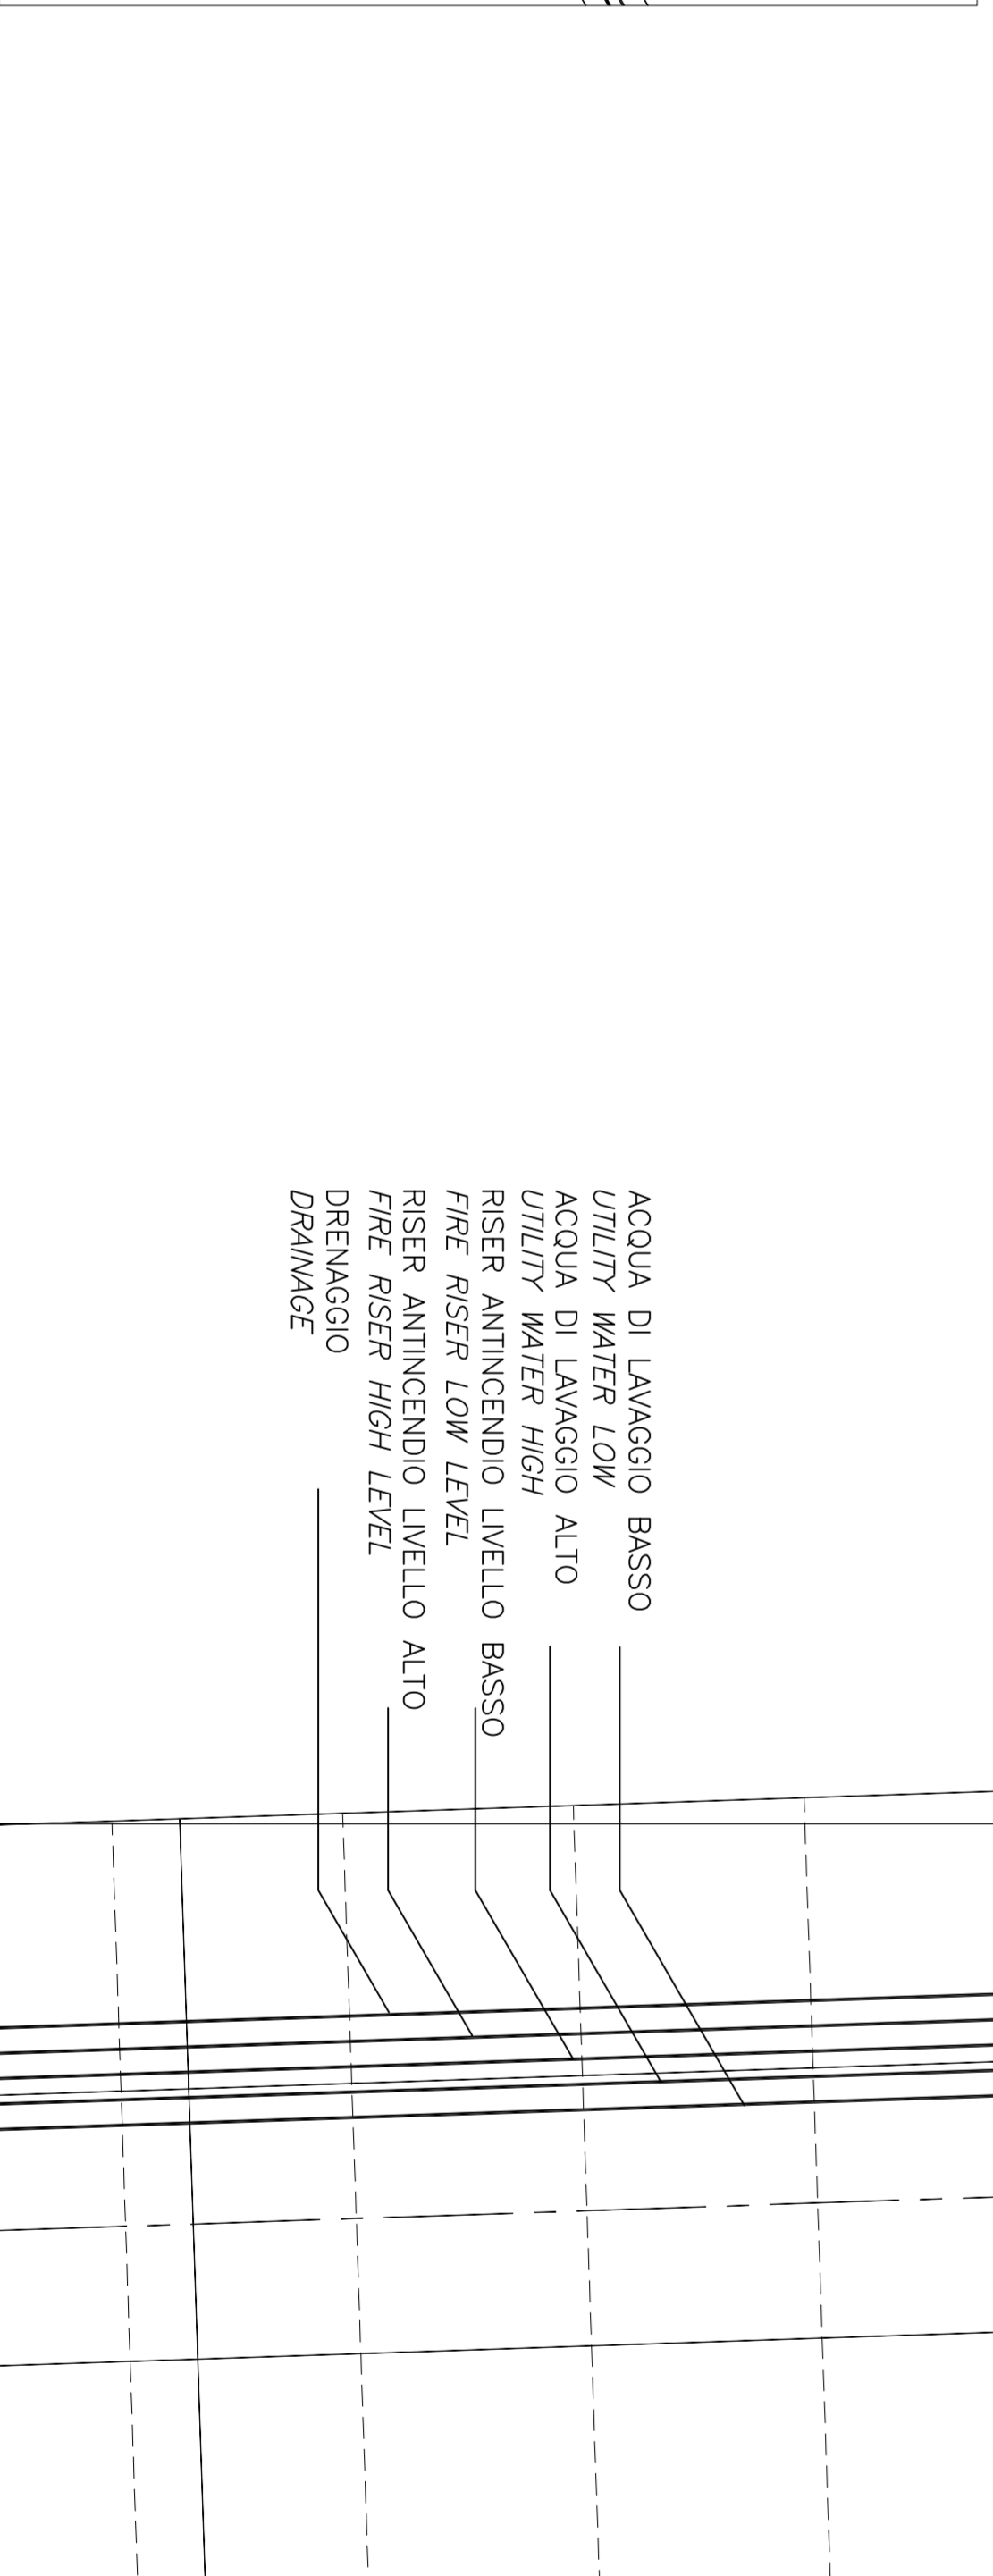 ACQUA DI LAVAGGIO BASSO
UTILITY WATER LOW
ACQUA DI LAVAGGIO ALTO
UTILITY WATER HIGH
RISER ANTINCENDIO LIVELLO BASSO
FIRE RISER LOW LEVEL
RISER ANTINCENDIO LIVELLO ALTO
FIRE RISER HIGH LEVEL
DRENAGGIO
DRAINAGE